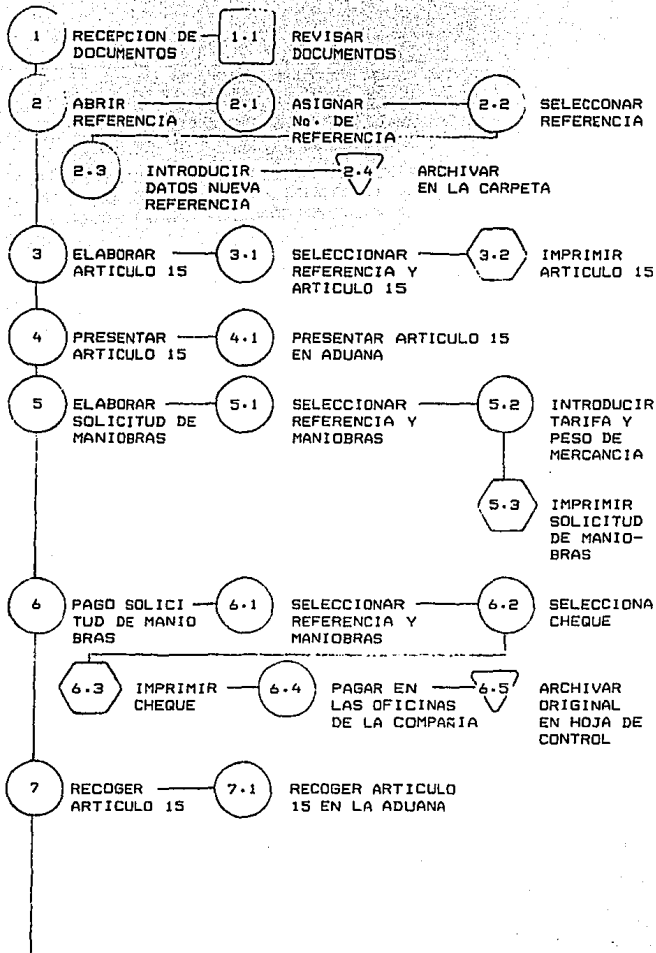 1 RECEPCION DE DOCUMENTOS
1.1 REVISAR DOCUMENTOS
2 ABRIR REFERENCIA
2.1 ASIGNAR No. DE REFERENCIA
2.2 SELECCONAR REFERENCIA
2.3 INTRODUCIR DATOS NUEVA REFERENCIA
2.4 ARCHIVAR EN LA CARPETA
3 ELABORAR ARTICULO 15
3.1 SELECCIONAR REFERENCIA Y ARTICULO 15
3.2 IMPRIMIR ARTICULO 15
4 PRESENTAR ARTICULO 15
4.1 PRESENTAR ARTICULO 15 EN ADUANA
5 ELABORAR SOLICITUD DE MANIOBRAS
5.1 SELECCIONAR REFERENCIA Y MANIOBRAS
5.2 INTRODUCIR TARIFA Y PESO DE MERCANCIA
5.3 IMPRIMIR SOLICITUD DE MANIO-BRAS
6 PAGO SOLICI TUD DE MANIO BRAS
6.1 SELECCIONAR REFERENCIA Y MANIOBRAS
6.2 SELECCIONA CHEQUE
6.3 IMPRIMIR CHEQUE
6.4 PAGAR EN LAS OFICINAS DE LA COMPAÑIA
6.5 ARCHIVAR ORIGINAL EN HOJA DE CONTROL
7 RECOGER ARTICULO 15
7.1 RECOGER ARTICULO 15 EN LA ADUANA